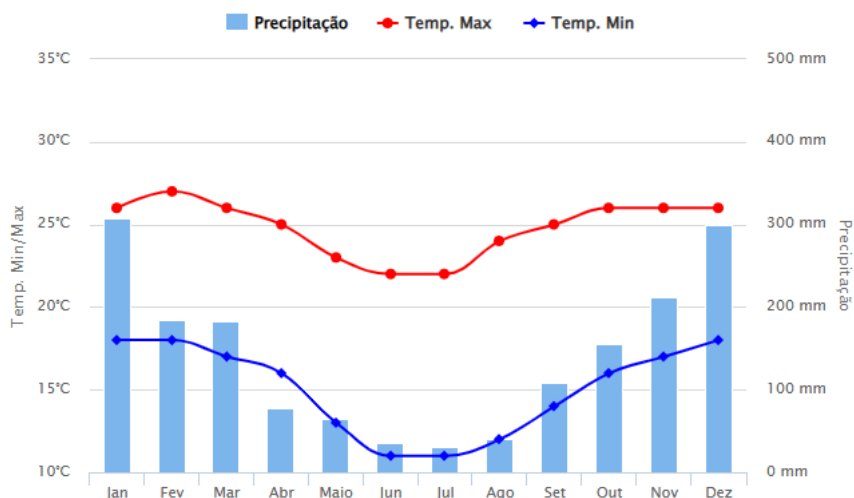 Precipitação Temp. Max Temp. Min
35°C 500 mm
30°C 400 mm
25°C 300 mm
20°C 200 mm
15°C 100 mm
10°C 0 mm
Temp. Min/Max
Precipitação
Jan Fev Mar Abr Maio Jun Jul Ago Set Out Nov Dez